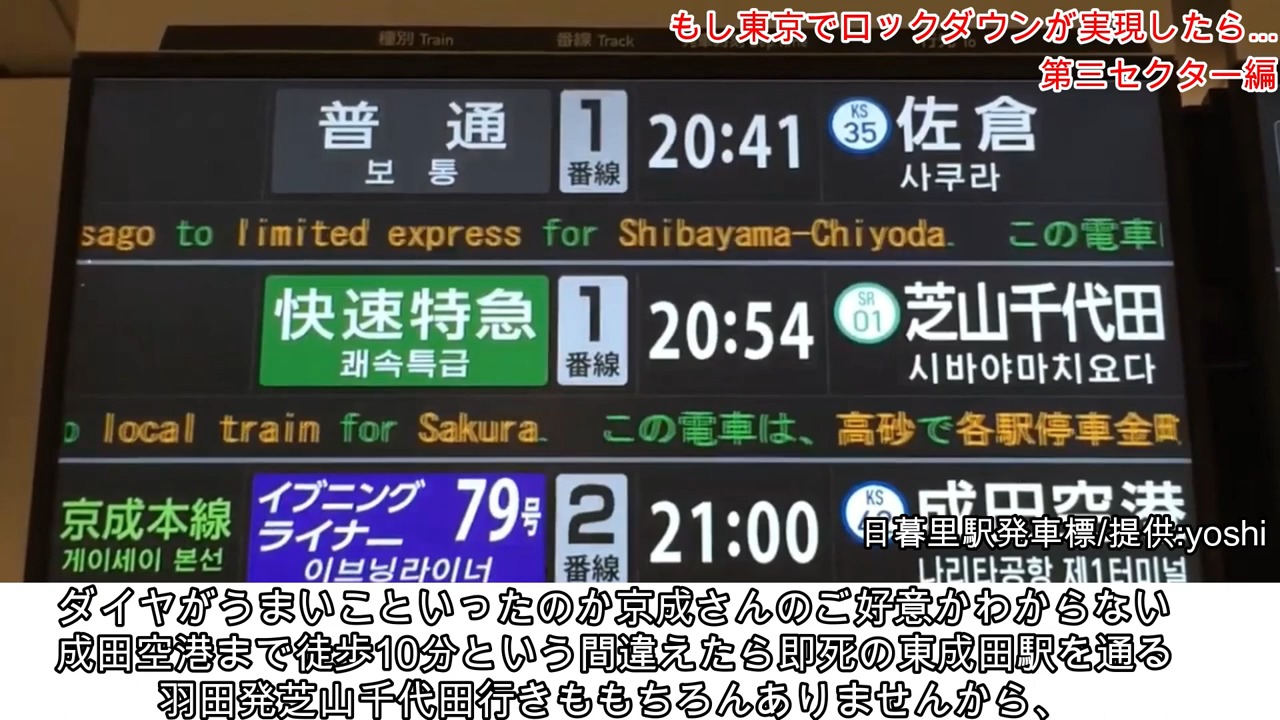 もし東京でロックダウンが実現したら...
第三セクター編
種別 Train 番線 Track
普通 1 20:41 KS 35 佐倉
보통 番線 사쿠라
sago to limited express for Shibayama-Chiyoda. この電車
快速特急 1 20:54 SR 01 芝山千代田
쾌속특급 番線 시바야마치요다
local train for Sakura. この電車は、高砂で各駅停車金町
京成本線 イブニングライナー 79号 2 21:00 KS 成田空港
게이세이 본선 이브닝라이너 番線 나리타공항 제1터미널
日暮里駅発車標/提供:yoshi
ダイヤがうまいこといったのか京成さんのご好意かわからない
成田空港まで徒歩10分という間違えたら即死の東成田駅を通る
羽田発芝山千代田行きももちろんありませんから、